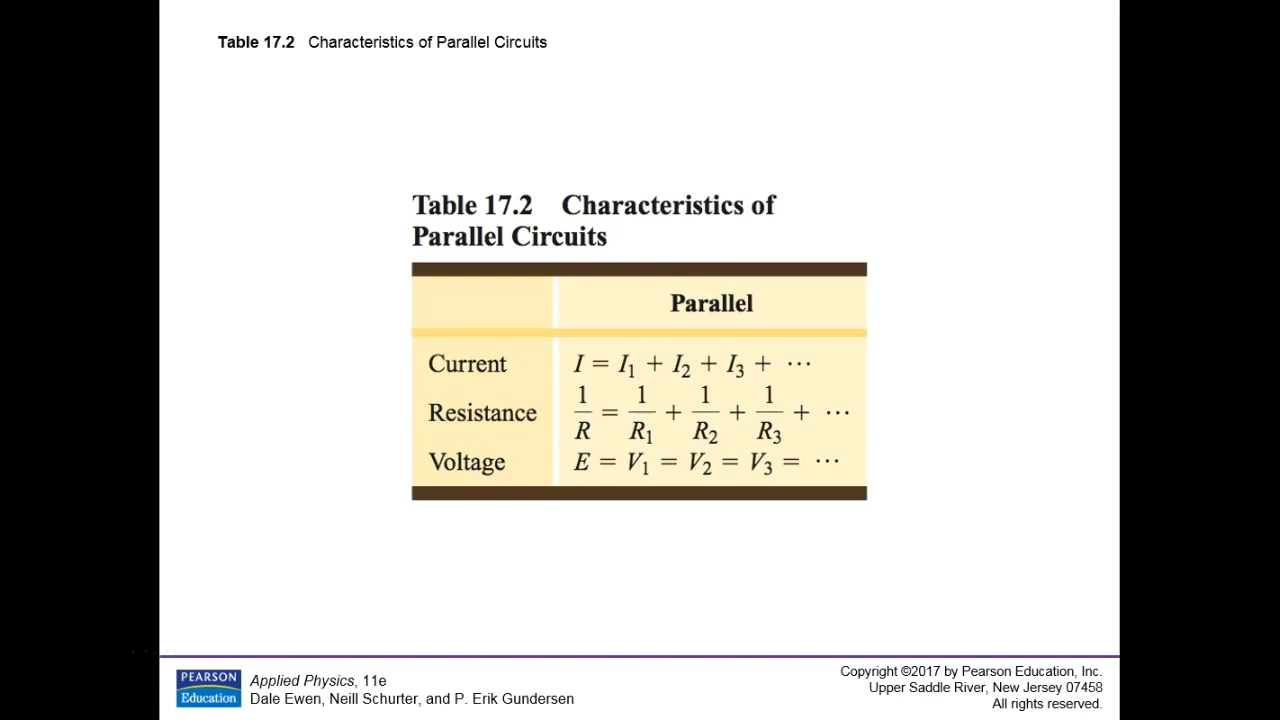 Table 17.2 Characteristics of Parallel Circuits
Table 17.2 Characteristics of
Parallel Circuits
Parallel
Current I = I₁ + I₂ + I₃ + ⋯
Resistance 1/R = 1/R₁ + 1/R₂ + 1/R₃ + ⋯
Voltage E = V₁ = V₂ = V₃ = ⋯
PEARSON
Education
Applied Physics, 11e
Dale Ewen, Neill Schurter, and P. Erik Gundersen
Copyright ©2017 by Pearson Education, Inc.
Upper Saddle River, New Jersey 07458
All rights reserved.